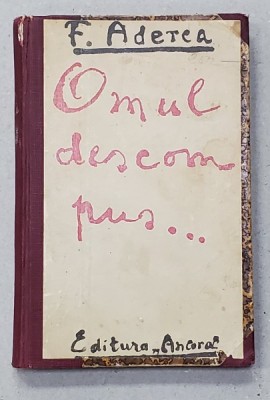 F. Aderca
Omul
descom
pus...
Editura „Ancora"